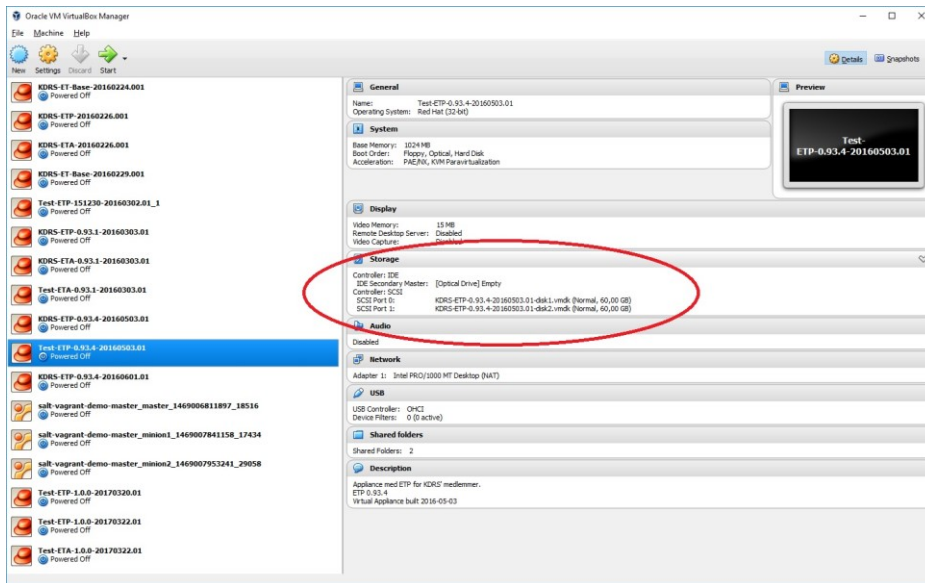 Oracle VM VirtualBox Manager
File Machine Help
New Settings Discard Start
Details Snapshots
KDRS-ET-Base-20160224.001
Powered Off
KDRS-ETP-20160226.001
Powered Off
KDRS-ETA-20160226.001
Powered Off
KDRS-ET-Base-20160229.001
Powered Off
Test-ETP-151230-20160302.01_1
Powered Off
KDRS-ETP-0.93.1-20160303.01
Powered Off
KDRS-ETA-0.93.1-20160303.01
Powered Off
Test-ETA-0.93.1-20160303.01
Powered Off
KDRS-ETP-0.93.4-20160503.01
Powered Off
Test-ETP-0.93.4-20160503.01
Powered Off
KDRS-ETP-0.93.4-20160601.01
Powered Off
salt-vagrant-demo-master_master_1469006811897_18516
Powered Off
salt-vagrant-demo-master_minion1_1469007841158_17434
Powered Off
salt-vagrant-demo-master_minion2_1469007953241_29058
Powered Off
Test-ETP-1.0.0-20170320.01
Powered Off
Test-ETP-1.0.0-20170322.01
Powered Off
Test-ETA-1.0.0-20170322.01
Powered Off
General
Name: Test-ETP-0.93.4-20160503.01
Operating System: Red Hat (32-bit)
System
Base Memory: 1024 MB
Boot Order: Floppy, Optical, Hard Disk
Acceleration: PAE/NX, KVM Paravirtualization
Preview
Test-
ETP-0.93.4-20160503.01
Display
Video Memory: 15 MB
Remote Desktop Server: Disabled
Video Capture: Disabled
Storage
Controller: IDE
IDE Secondary Master: [Optical Drive] Empty
Controller: SCSI
SCSI Port 0: KDRS-ETP-0.93.4-20160503.01-disk1.vmdk (Normal, 60,00 GB)
SCSI Port 1: KDRS-ETP-0.93.4-20160503.01-disk2.vmdk (Normal, 60,00 GB)
Audio
Disabled
Network
Adapter 1: Intel PRO/1000 MT Desktop (NAT)
USB
USB Controller: OHCI
Device Filters: 0 (0 active)
Shared folders
Shared Folders: 2
Description
Appliance med ETP for KDRS' medlemmer.
ETP 0.93.4
Virtual Appliance built 2016-05-03